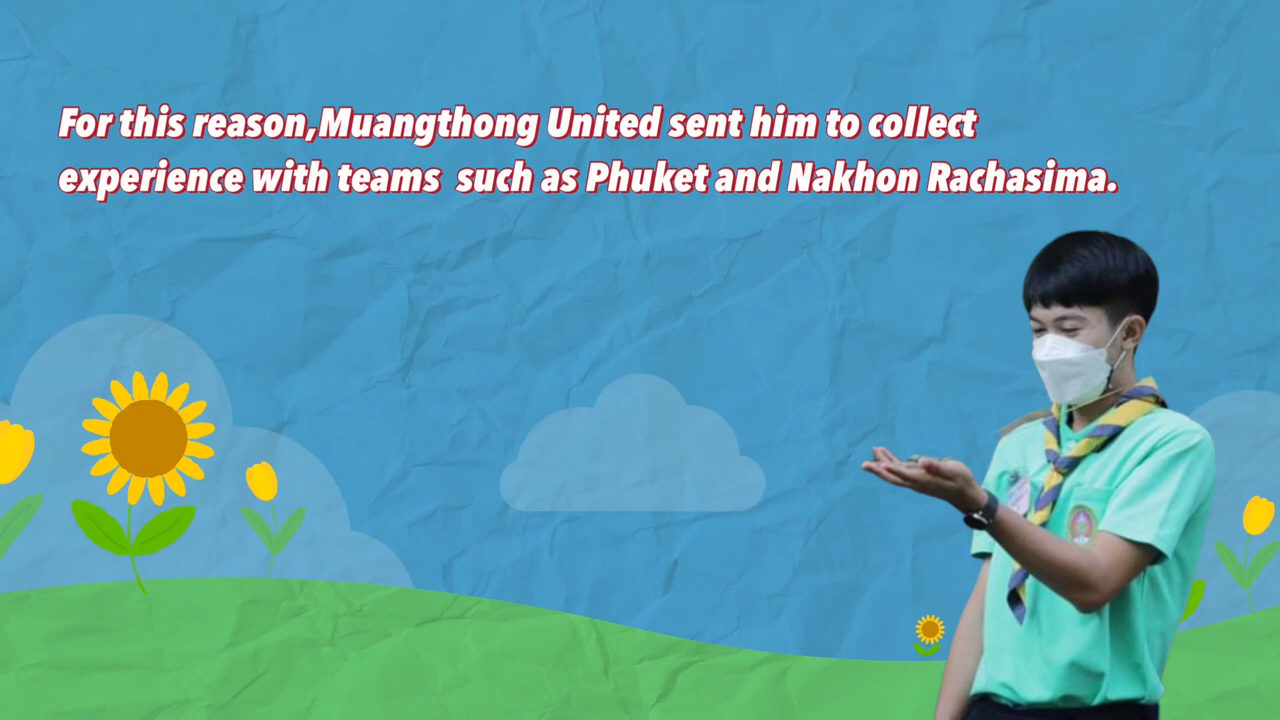 For this reason,Muangthong United sent him to collect
experience with teams  such as Phuket and Nakhon Rachasima.